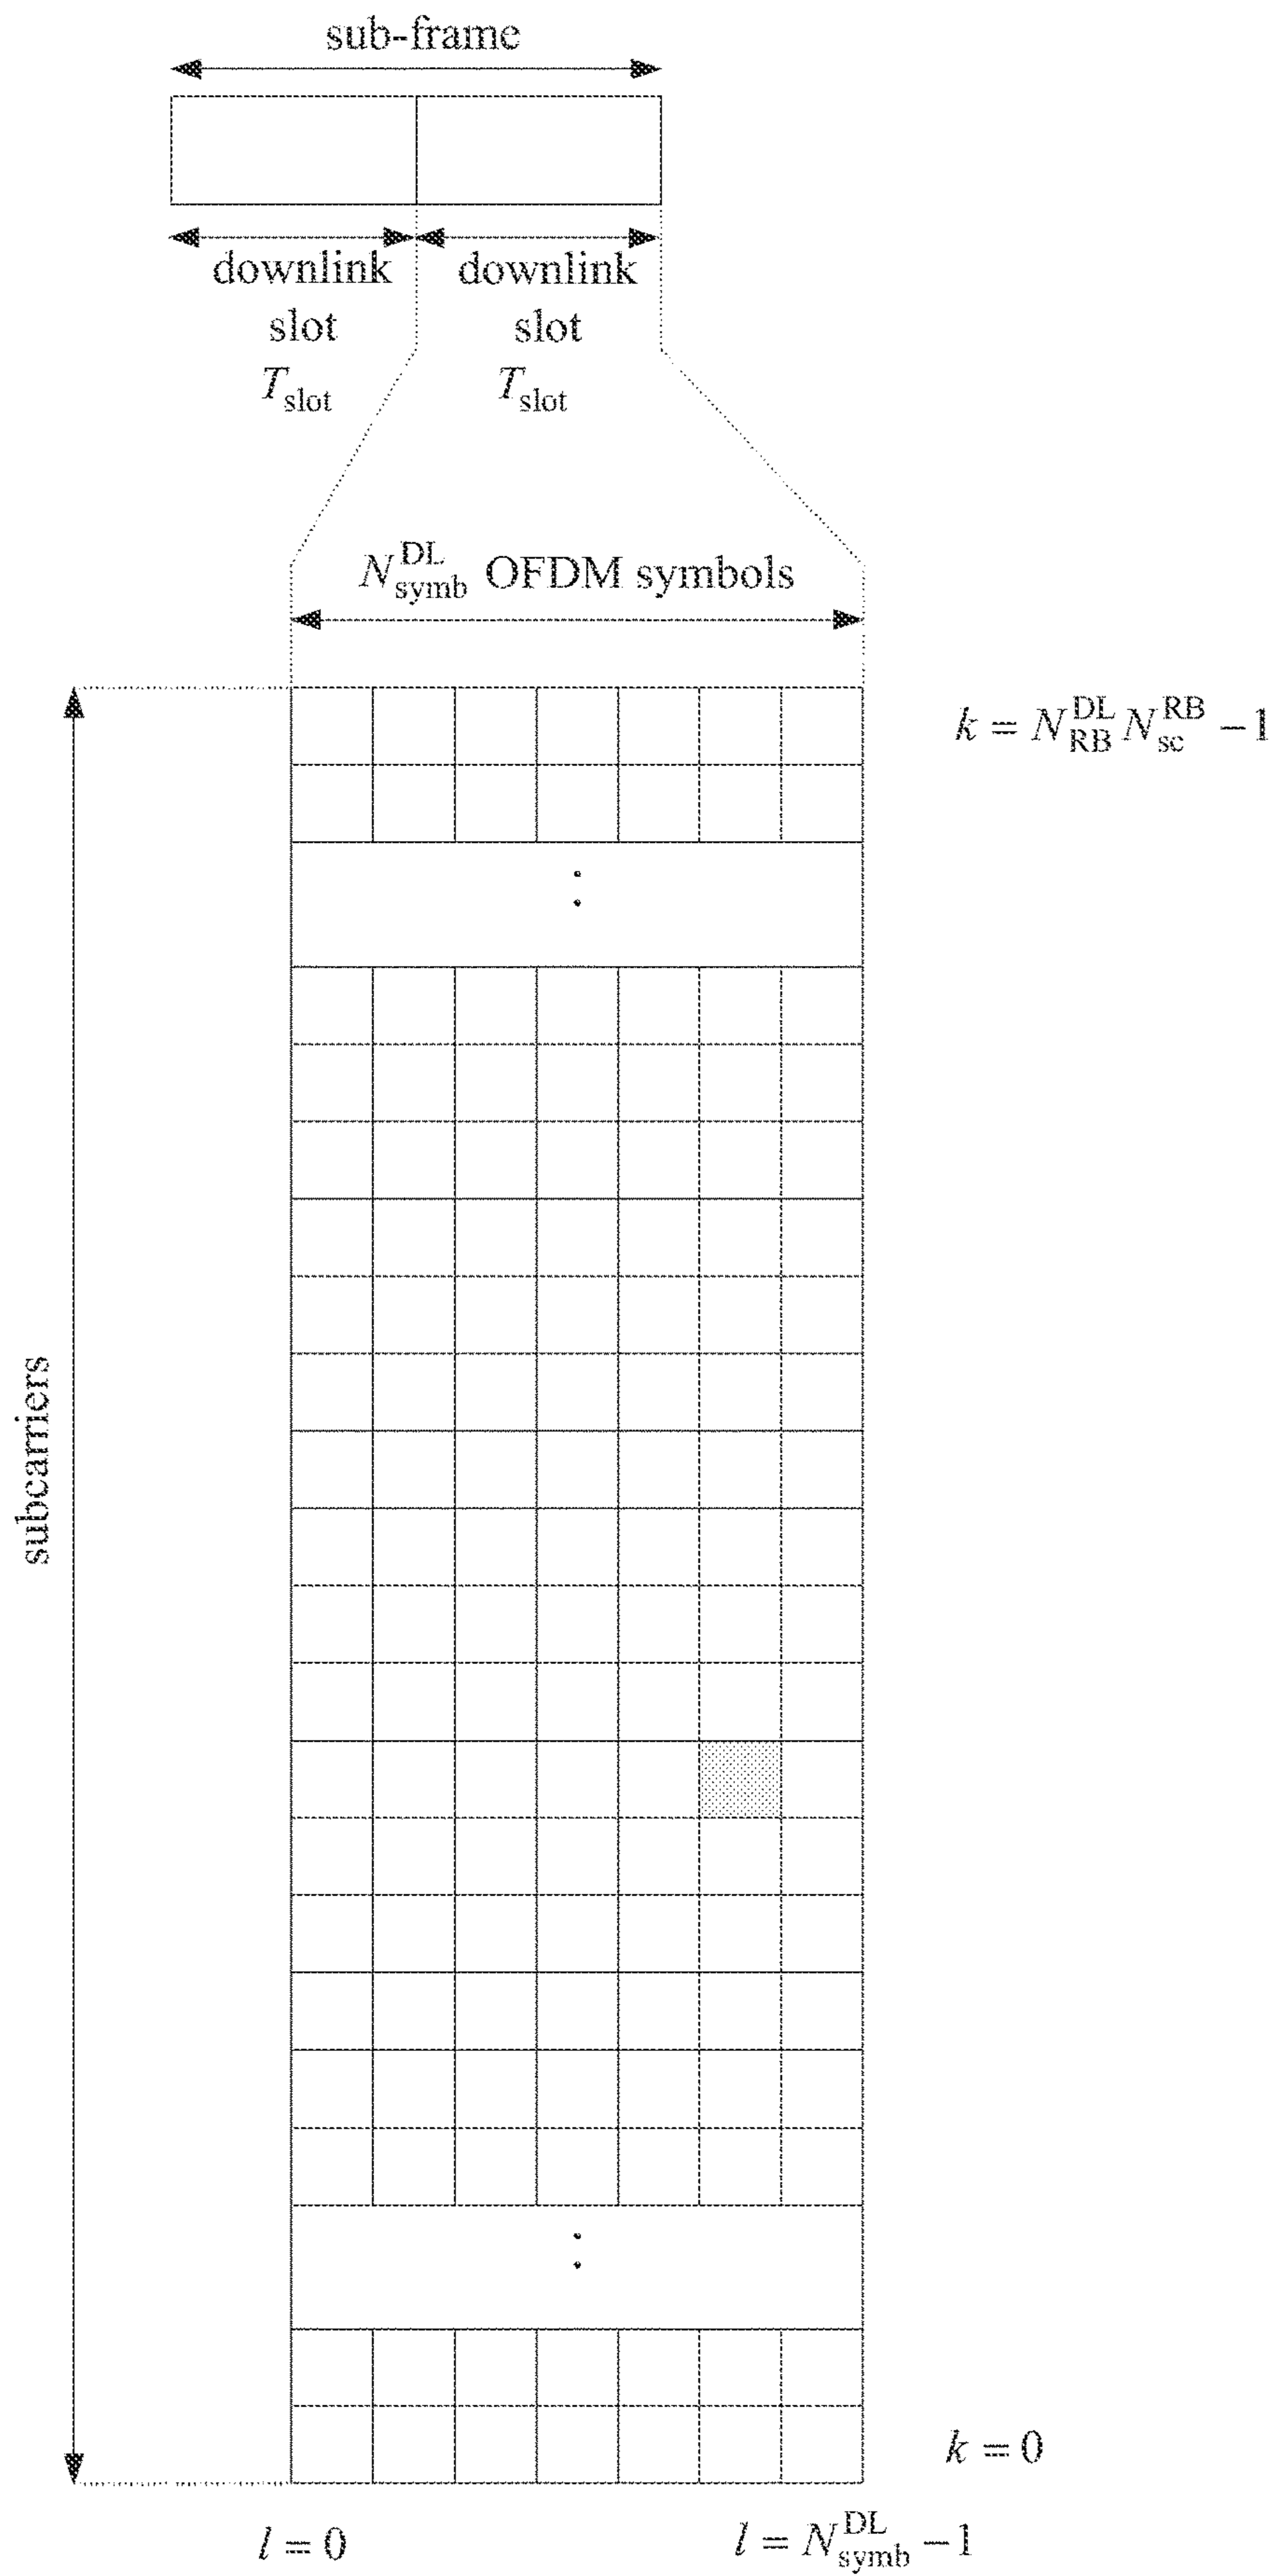 sub-frame
downlink downlink
slot slot
T_slot T_slot
N_symb^DL OFDM symbols
k = N_RB^DL N_sc^RB − 1
subcarriers
k = 0
l = 0 l = N_symb^DL − 1